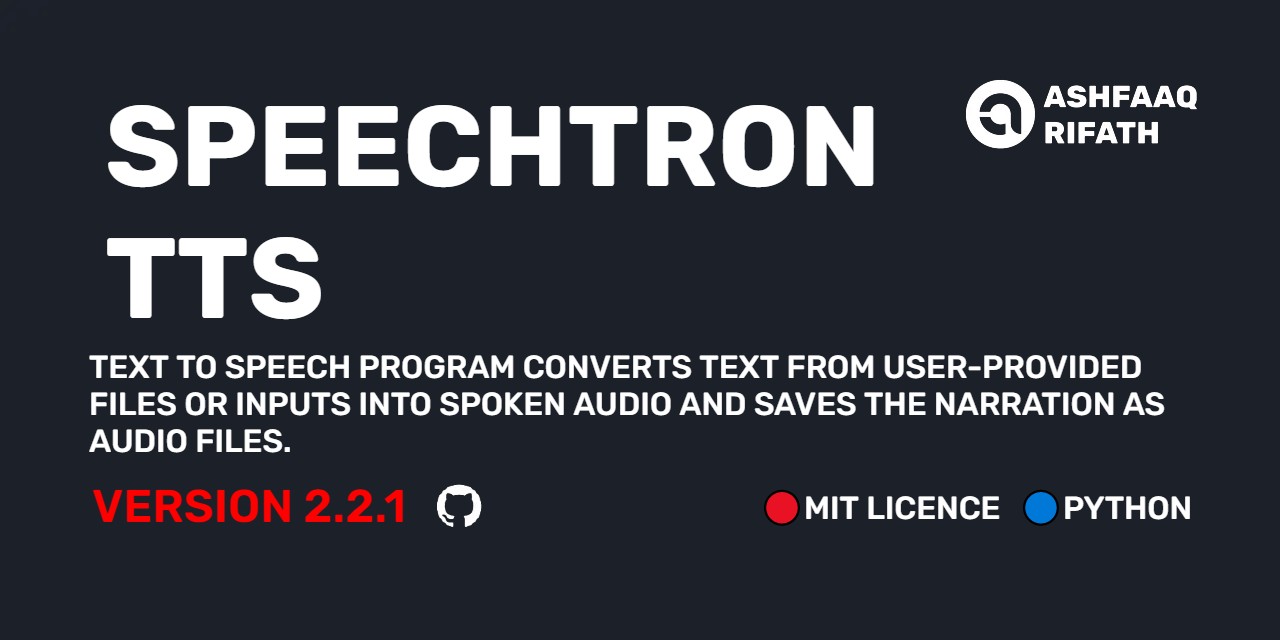 SPEECHTRON
TTS
ASHFAAQ
RIFATH
TEXT TO SPEECH PROGRAM CONVERTS TEXT FROM USER-PROVIDED
FILES OR INPUTS INTO SPOKEN AUDIO AND SAVES THE NARRATION AS
AUDIO FILES.
VERSION 2.2.1
MIT LICENCE
PYTHON